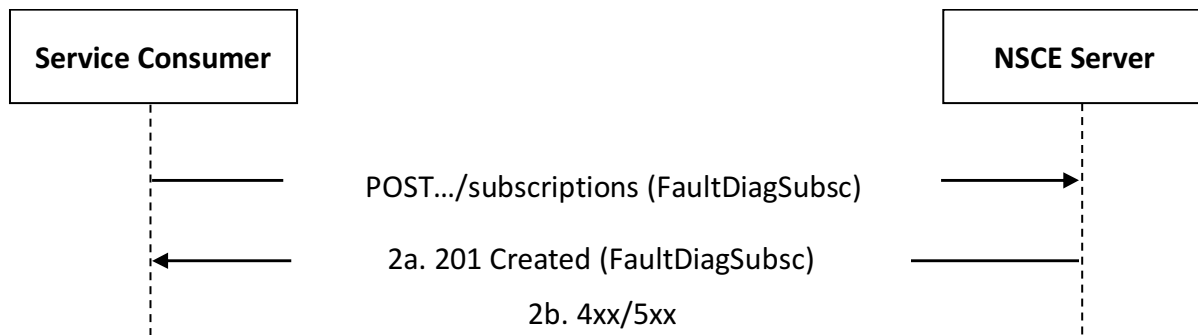 Service Consumer
NSCE Server
POST.../subscriptions (FaultDiagSubsc)
2a. 201 Created (FaultDiagSubsc)
2b. 4xx/5xx